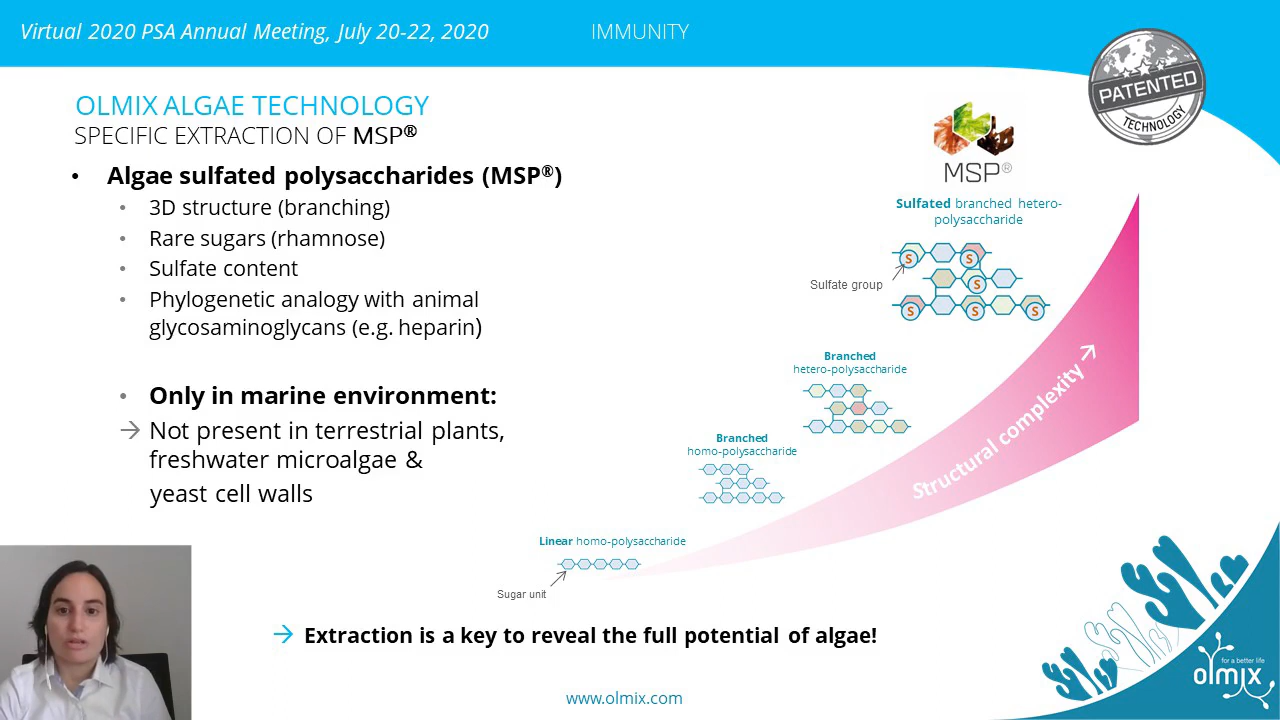 Virtual 2020 PSA Annual Meeting, July 20-22, 2020
IMMUNITY
PATENTED
TECHNOLOGY
OLMIX ALGAE TECHNOLOGY
SPECIFIC EXTRACTION OF MSP®
• Algae sulfated polysaccharides (MSP®)
• 3D structure (branching)
• Rare sugars (rhamnose)
• Sulfate content
• Phylogenetic analogy with animal
glycosaminoglycans (e.g. heparin)
• Only in marine environment:
→ Not present in terrestrial plants,
freshwater microalgae &
yeast cell walls
MSP®
Sulfated branched hetero-
polysaccharide
S S
Sulfate group
S
S S S
Branched
hetero-polysaccharide
Branched
homo-polysaccharide
Structural complexity →
Linear homo-polysaccharide
Sugar unit
→ Extraction is a key to reveal the full potential of algae!
www.olmix.com
for a better life
olmix